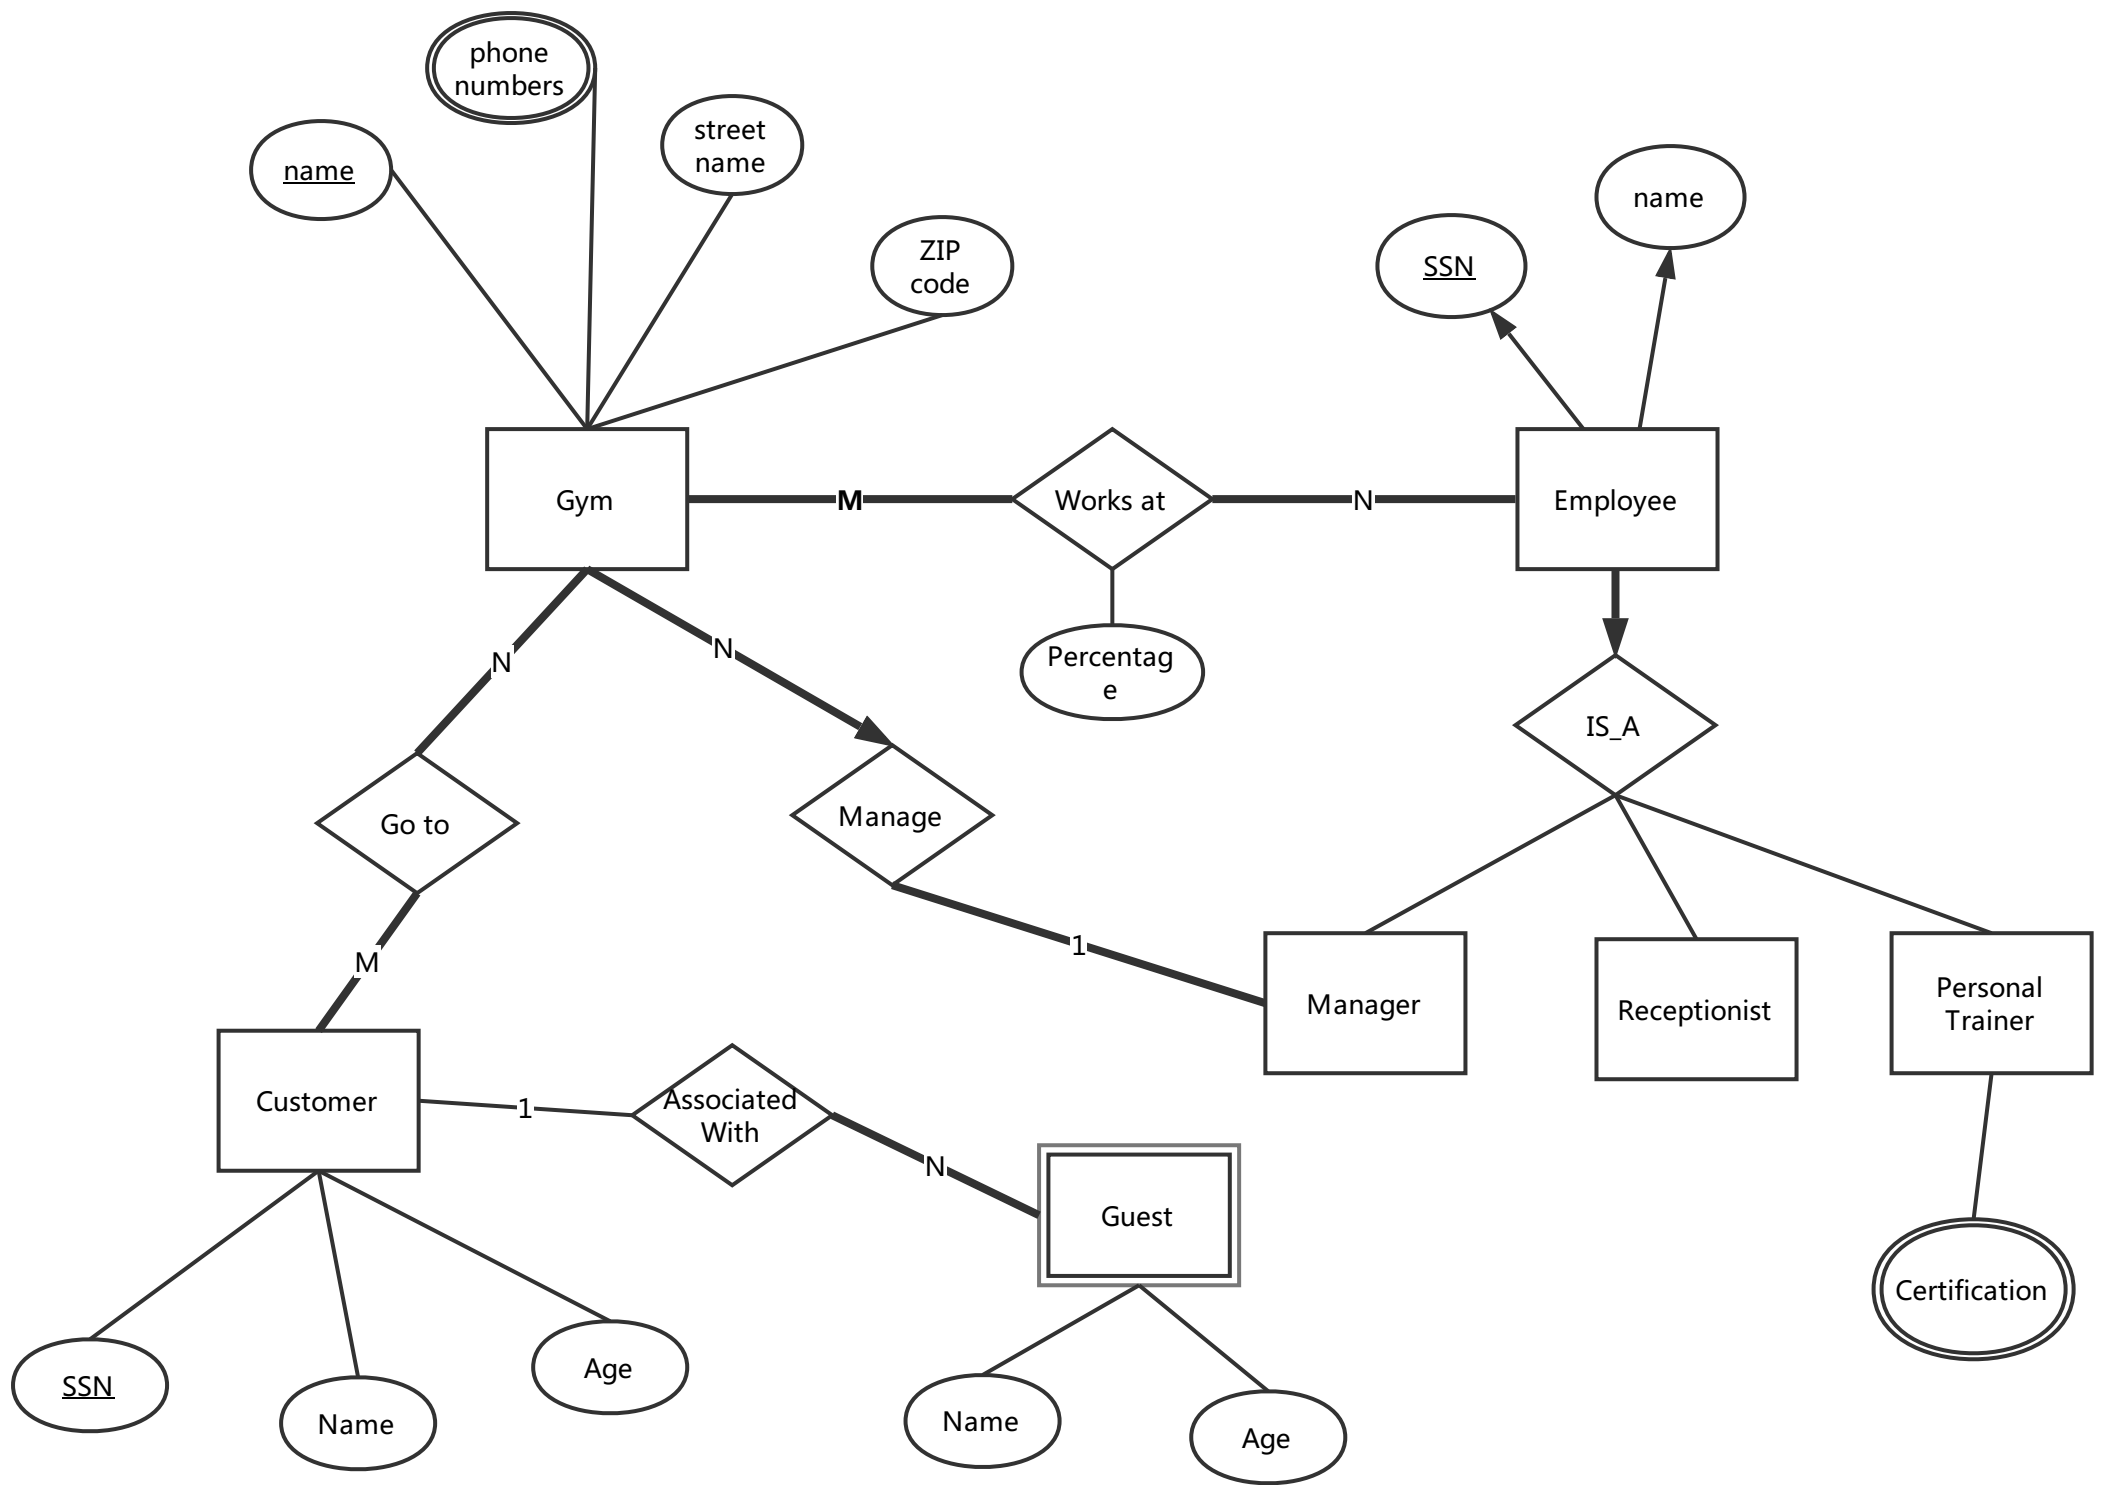 phone
numbers
name
street
name
ZIP
code
name
SSN
Gym
M
Works at
N
Employee
Percentag
e
N
N
IS_A
Go to
Manage
M
1
Manager
Receptionist
Personal
Trainer
Customer
1
Associated
With
N
Guest
Certification
SSN
Name
Age
Name
Age